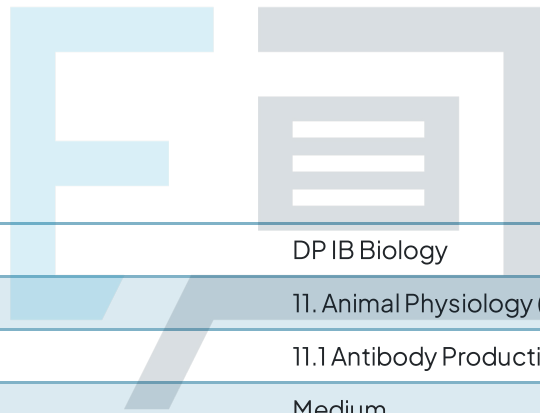 DP IB Biology
11. Animal Physiology (
11.1 Antibody Producti
Medium